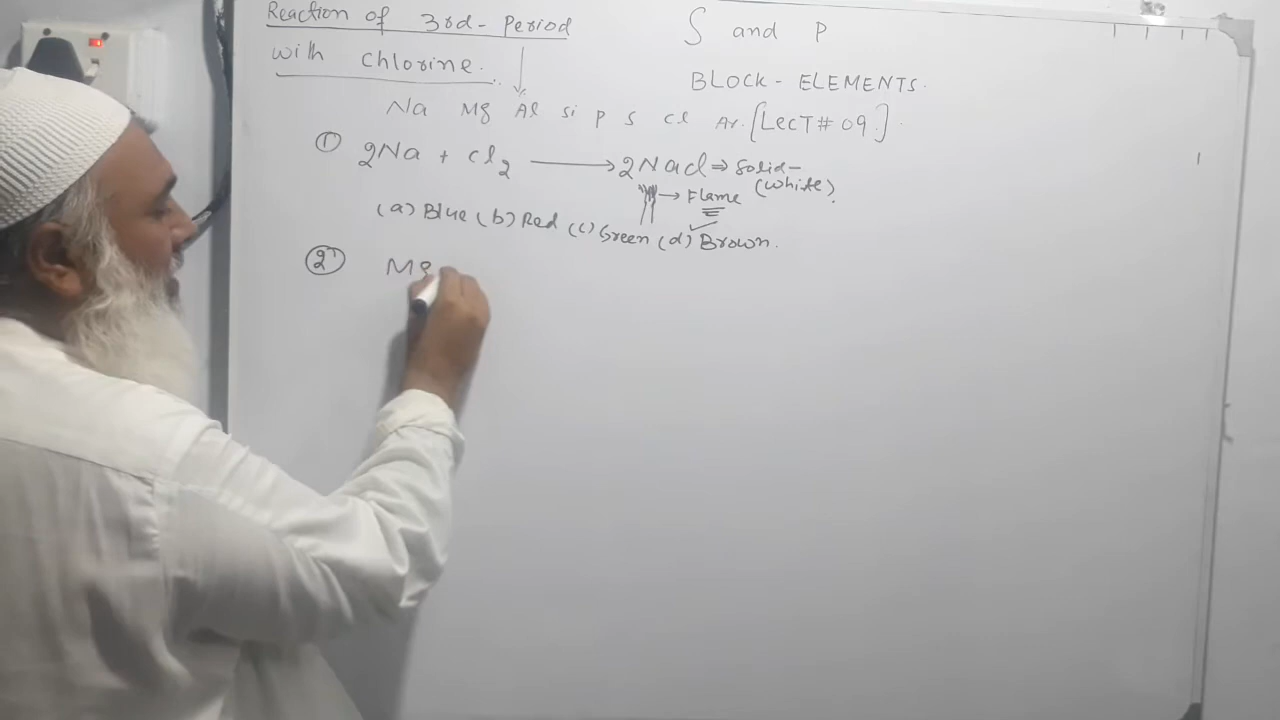 Reaction of 3rd-Period
with chlorine.
S and P
BLOCK - ELEMENTS.
[LecT# 09.]
Na Mg Al si p s cl Ar.
① 2Na + cl2 ⟶ 2Nacl ⇒ solid-
(white).
→ Flame
(a) Blue (b) Red (c) Green (d) Brown.
② Mg